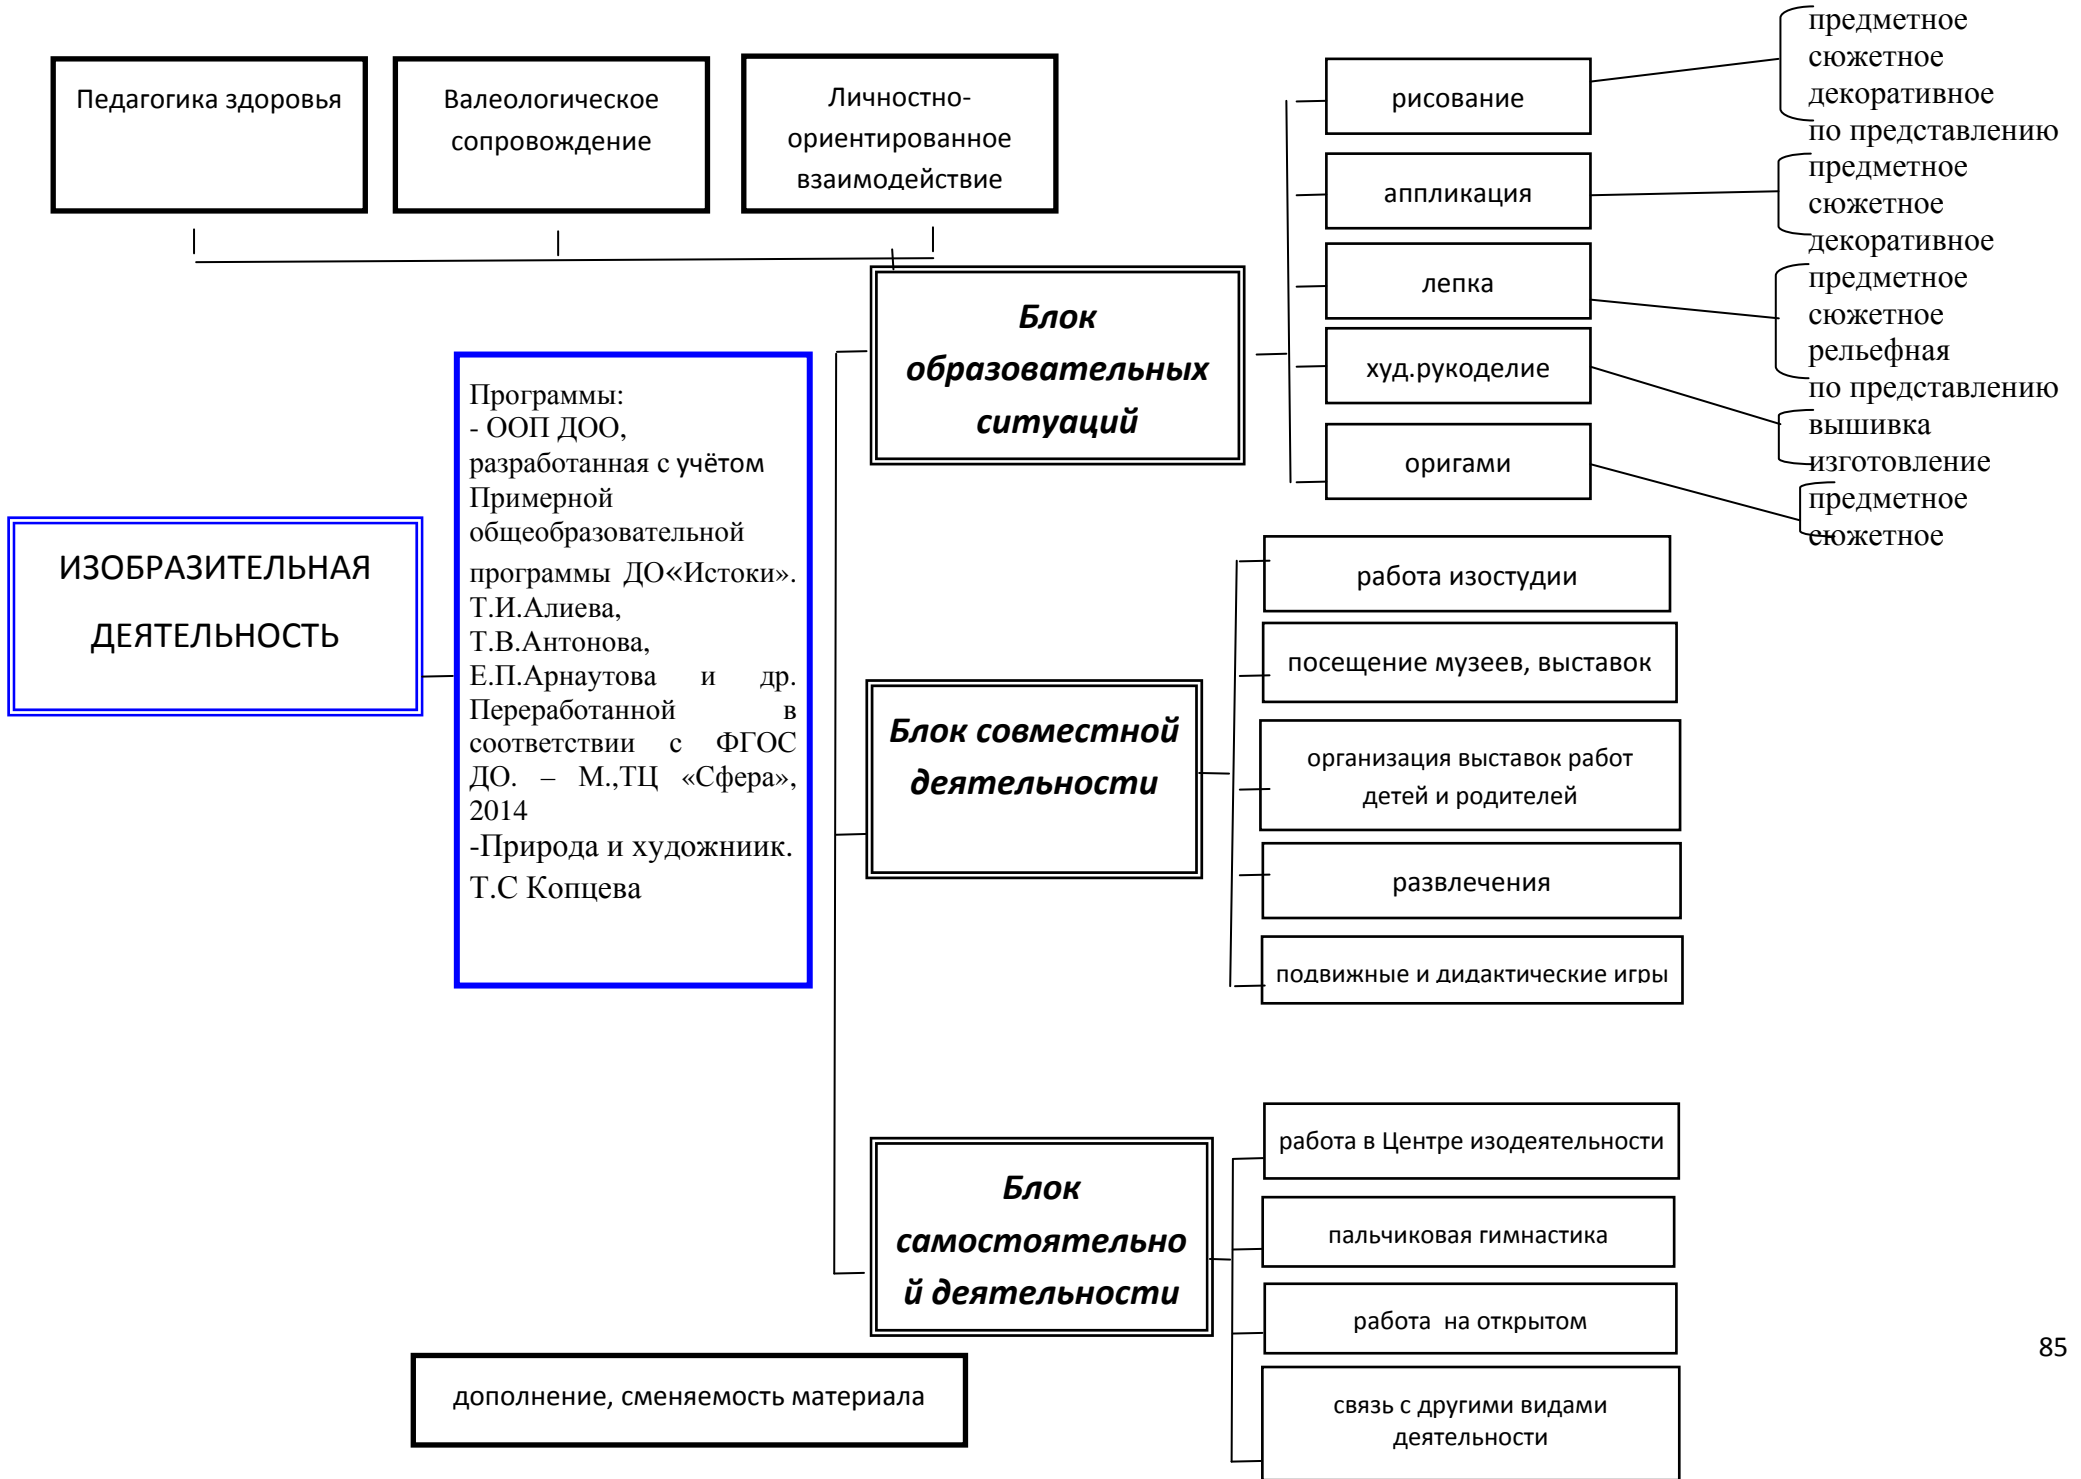 Педагогика здоровья
Валеологическое
сопровождение
Личностно-
ориентированное
взаимодействие
ИЗОБРАЗИТЕЛЬНАЯ
ДЕЯТЕЛЬНОСТЬ
Программы:
- ООП ДОО,
разработанная с учётом
Примерной
общеобразовательной
программы ДО«Истоки».
Т.И.Алиева,
Т.В.Антонова,
Е.П.Арнаутова и др.
Переработанной в
соответствии с ФГОС
ДО. – М.,ТЦ «Сфера»,
2014
-Природа и художниик.
Т.С Копцева
Блок
образовательных
ситуаций
рисование
предметное
сюжетное
декоративное
по представлению
аппликация
предметное
сюжетное
декоративное
лепка
предметное
сюжетное
рельефная
по представлению
худ.рукоделие
вышивка
изготовление
оригами
предметное
сюжетное
Блок совместной
деятельности
работа изостудии
посещение музеев, выставок
организация выставок работ
детей и родителей
развлечения
подвижные и дидактические игры
Блок
самостоятельно
й деятельности
работа в Центре изодеятельности
пальчиковая гимнастика
работа на открытом
связь с другими видами
деятельности
дополнение, сменяемость материала
85